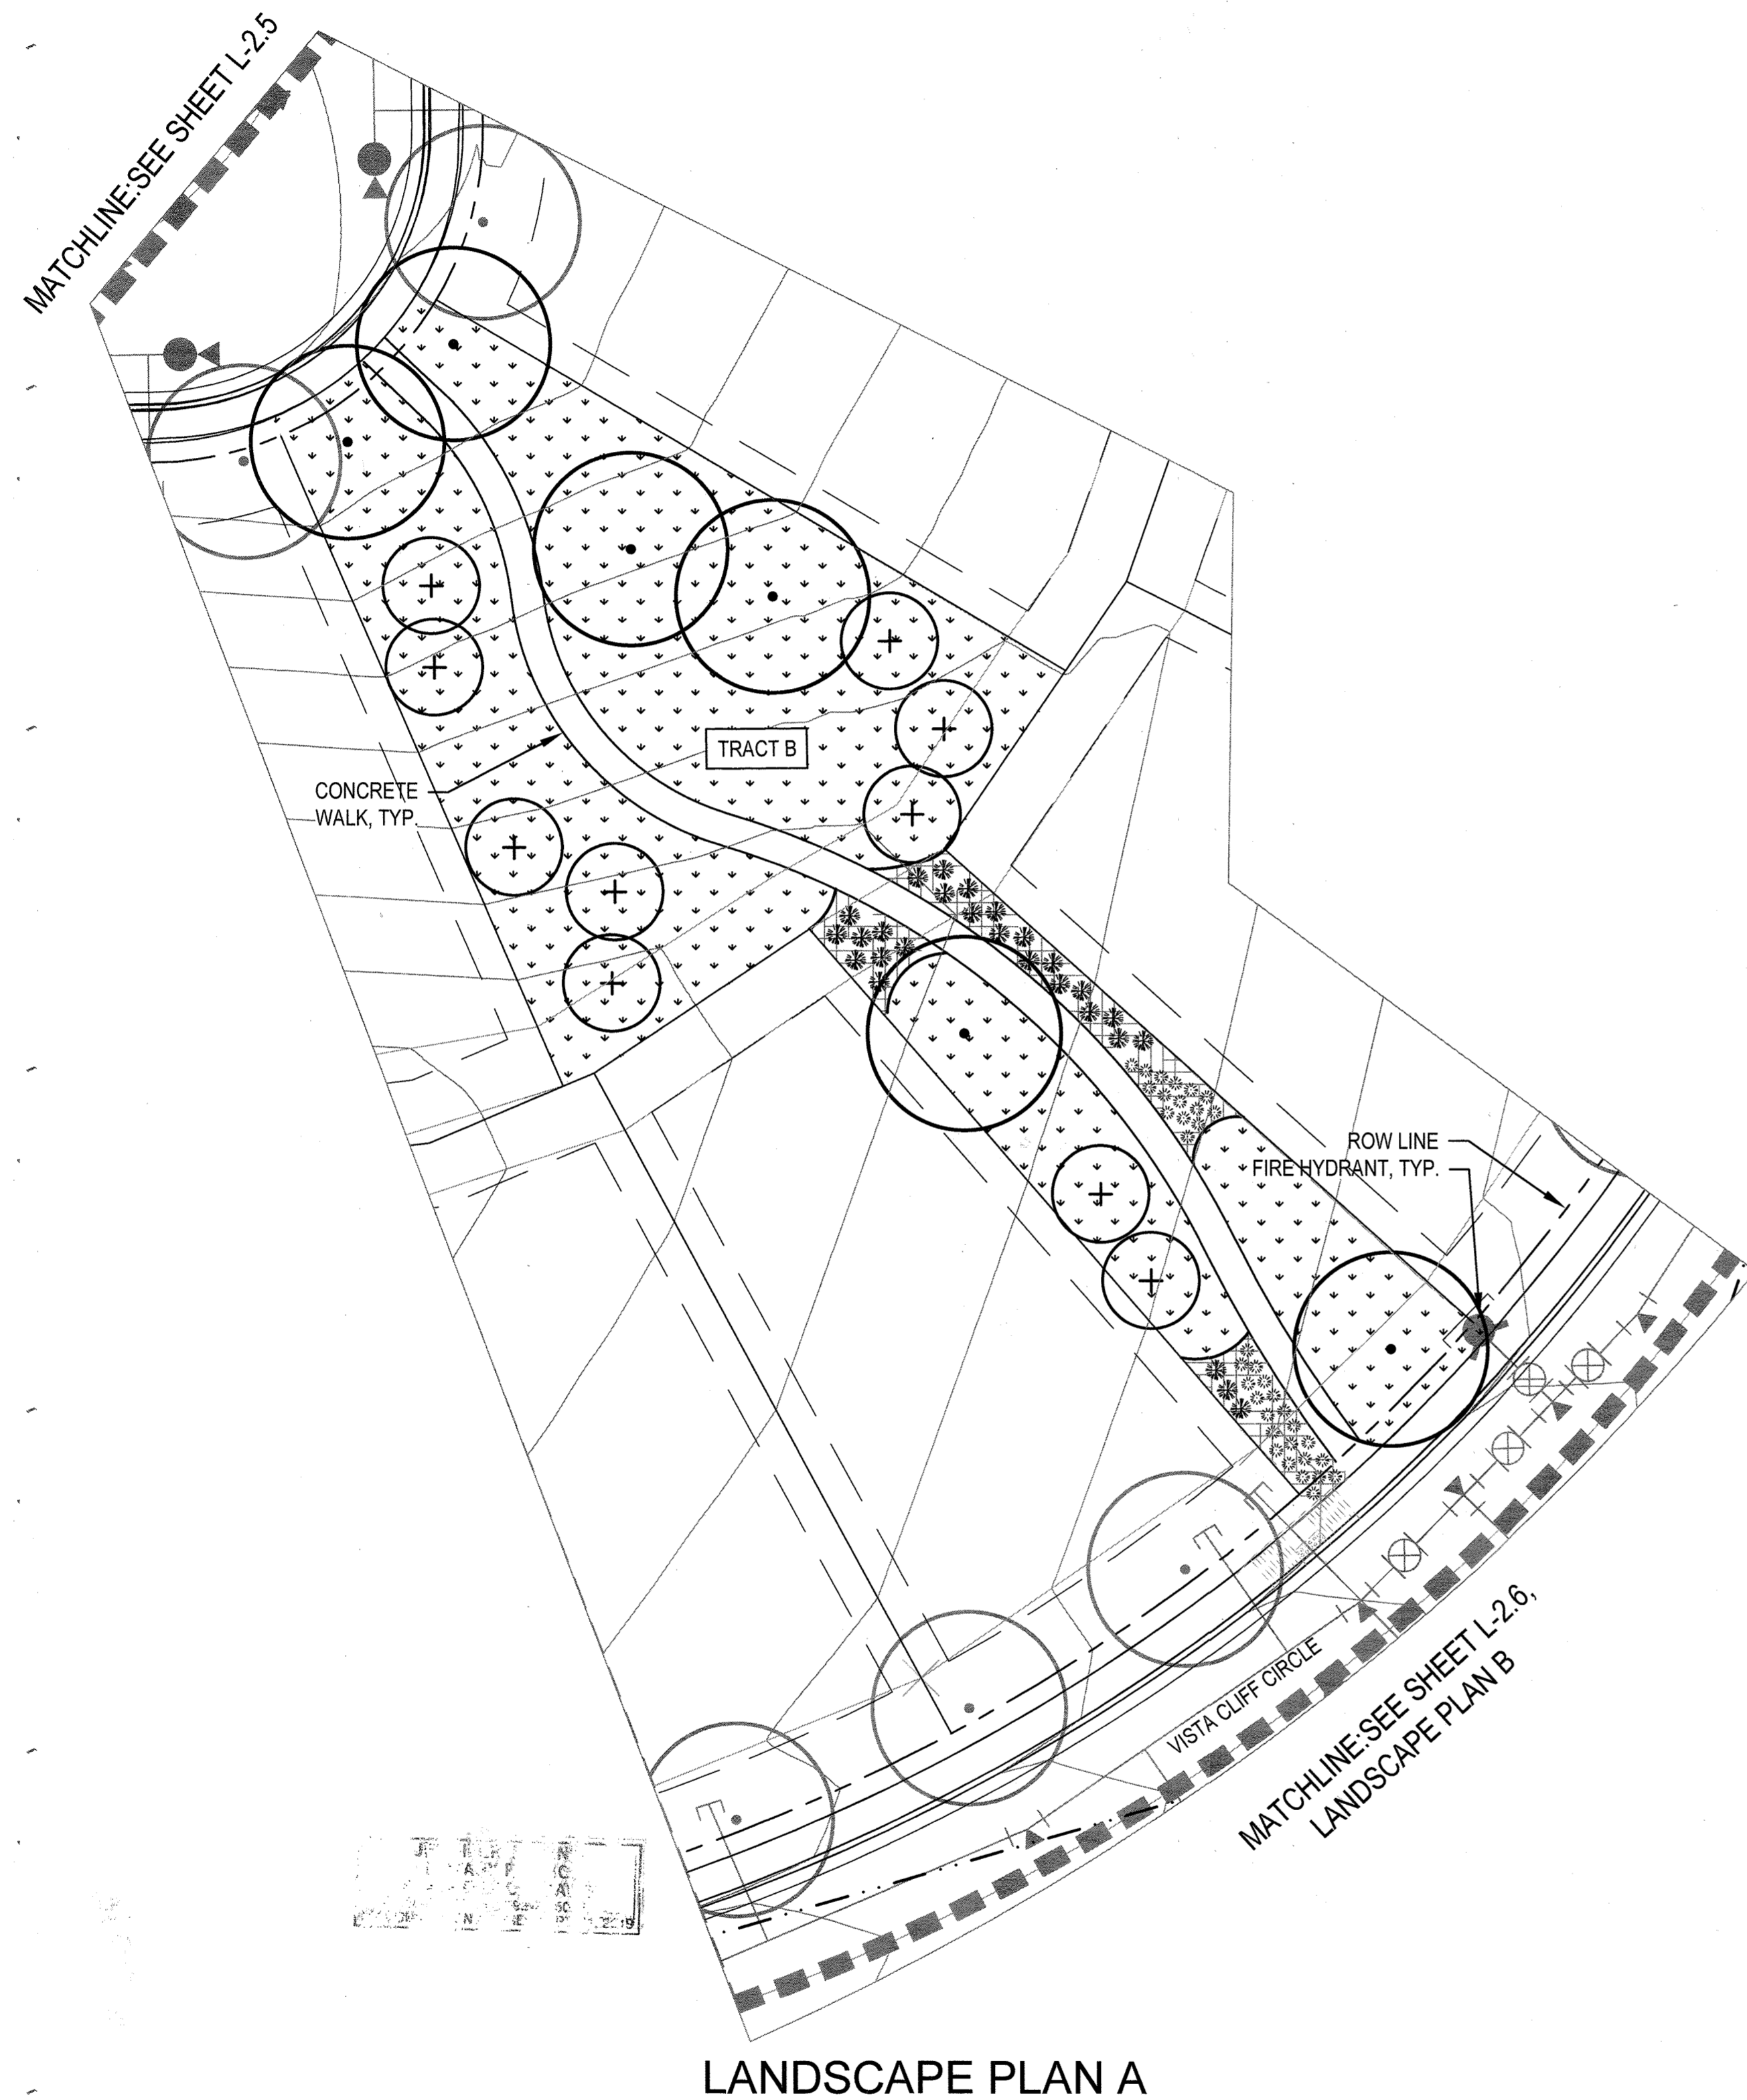 MATCHLINE:SEE SHEET L-2.5
TRACT B
CONCRETE
WALK, TYP.
ROW LINE
FIRE HYDRANT, TYP.
VISTA CLIFF CIRCLE
MATCHLINE:SEE SHEET L-2.6,
LANDSCAPE PLAN B
LANDSCAPE PLAN A